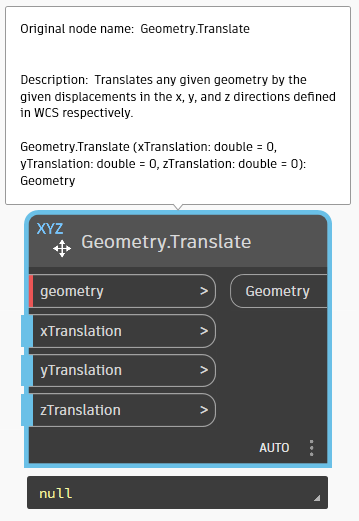 Original node name:  Geometry.Translate
Description:  Translates any given geometry by the
given displacements in the x, y, and z directions defined
in WCS respectively.
Geometry.Translate (xTranslation: double = 0,
yTranslation: double = 0, zTranslation: double = 0):
Geometry
XYZ
Geometry.Translate
geometry >
Geometry
xTranslation >
yTranslation >
zTranslation >
AUTO
null